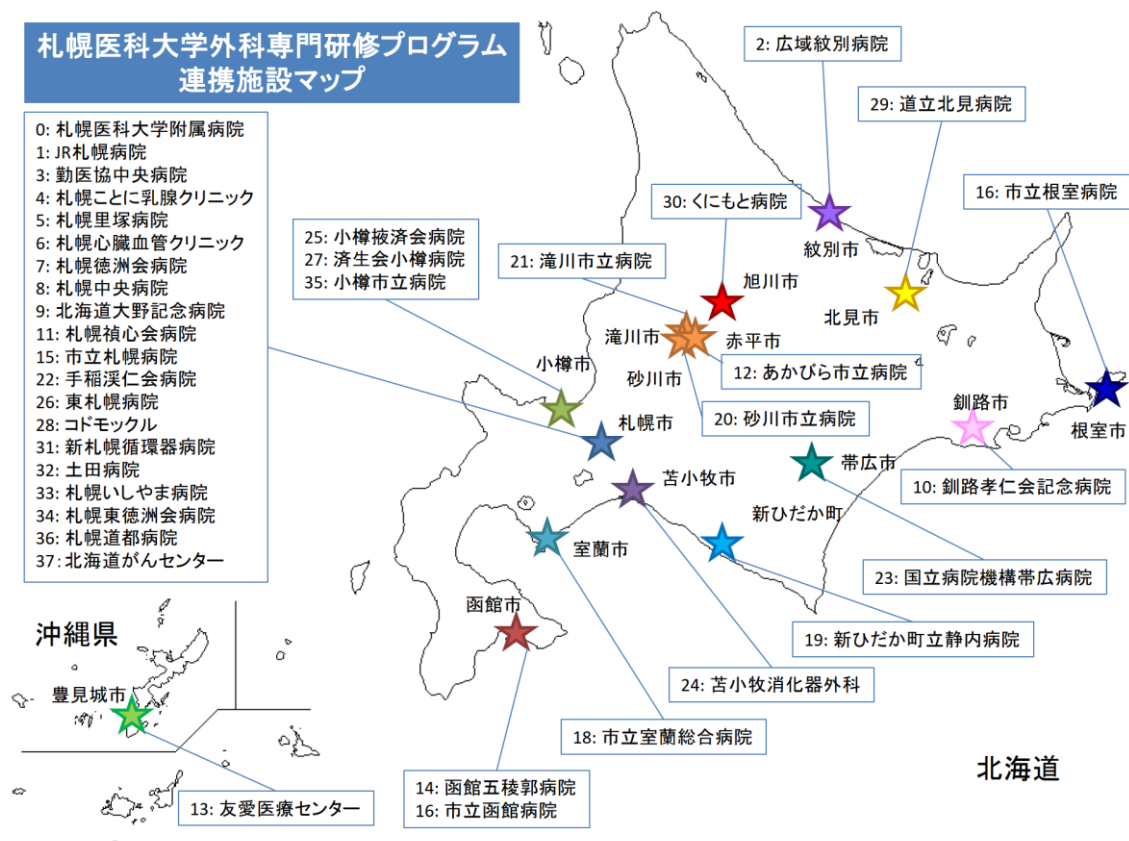 札幌医科大学外科専門研修プログラム
連携施設マップ
0: 札幌医科大学附属病院
1: JR札幌病院
3: 勤医協中央病院
4: 札幌ことに乳腺クリニック
5: 札幌里塚病院
6: 札幌心臓血管クリニック
7: 札幌徳洲会病院
8: 札幌中央病院
9: 北海道大野記念病院
11: 札幌禎心会病院
15: 市立札幌病院
22: 手稲渓仁会病院
26: 東札幌病院
28: コドモックル
31: 新札幌循環器病院
32: 土田病院
33: 札幌いしやま病院
34: 札幌東徳洲会病院
36: 札幌道都病院
37: 北海道がんセンター
25: 小樽掖済会病院
27: 済生会小樽病院
35: 小樽市立病院
2: 広域紋別病院
29: 道立北見病院
16: 市立根室病院
30: くにもと病院
21: 滝川市立病院
紋別市
旭川市
北見市
滝川市
赤平市
砂川市
12: あかびら市立病院
20: 砂川市立病院
小樽市
札幌市
釧路市
根室市
帯広市
10: 釧路孝仁会記念病院
苫小牧市
新ひだか町
室蘭市
23: 国立病院機構帯広病院
函館市
19: 新ひだか町立静内病院
24: 苫小牧消化器外科
18: 市立室蘭総合病院
14: 函館五稜郭病院
16: 市立函館病院
沖縄県
豊見城市
13: 友愛医療センター
北海道